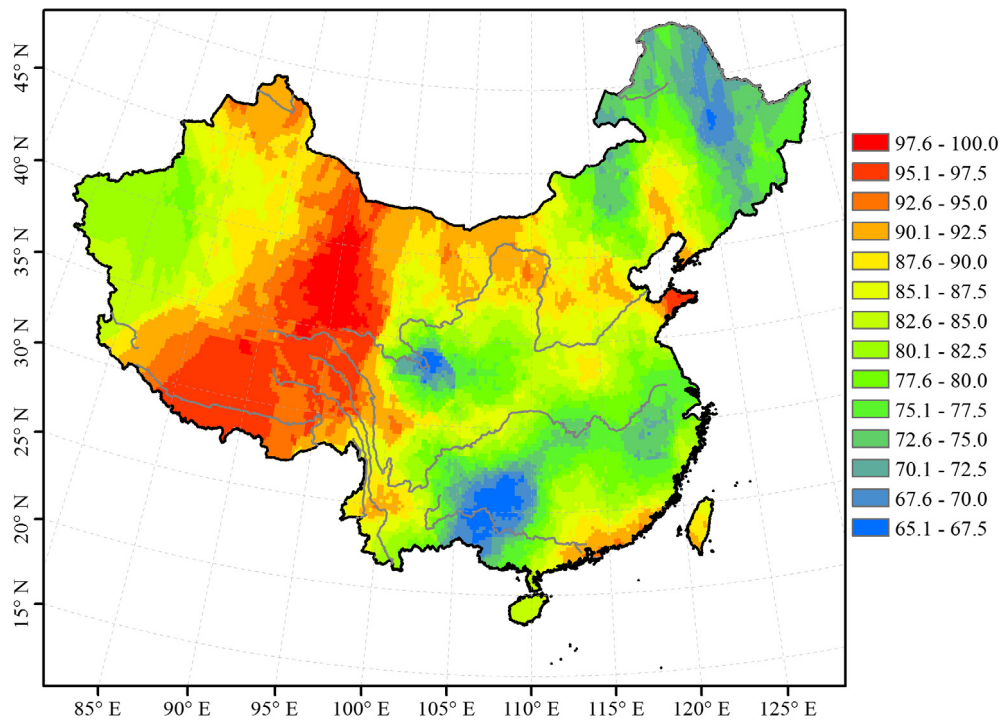 45° N
40° N
35° N
30° N
25° N
20° N
15° N
97.6 - 100.0
95.1 - 97.5
92.6 - 95.0
90.1 - 92.5
87.6 - 90.0
85.1 - 87.5
82.6 - 85.0
80.1 - 82.5
77.6 - 80.0
75.1 - 77.5
72.6 - 75.0
70.1 - 72.5
67.6 - 70.0
65.1 - 67.5
85° E 90° E 95° E 100° E 105° E 110° E 115° E 120° E 125° E